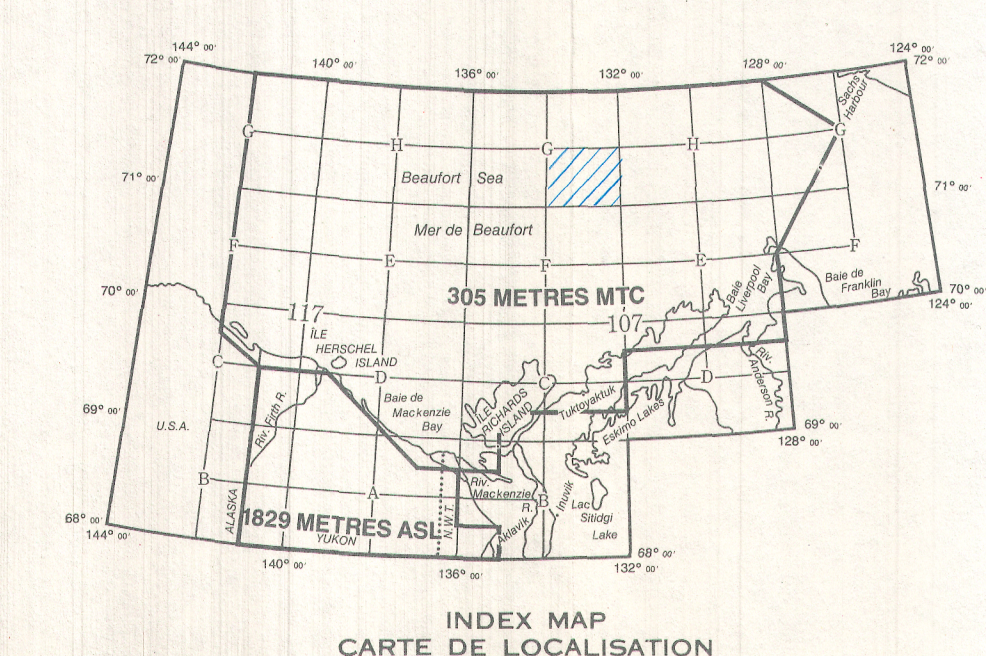 144° 00'
72° 00'
140° 00'
136° 00'
132° 00'
128° 00'
124° 00'
72° 00'
Sachs
Harbour
G
H
G
H
G
71° 00'
Beaufort Sea
71° 00'
Mer de Beaufort
F
E
F
E
F
70° 00'
305 METRES MTC
Baie
Liverpool
Bay
Baie de
Franklin
Bay
70° 00'
124° 00'
117
107
ÎLE
HERSCHEL
ISLAND
C
D
C
D
Riv.
Anderson R.
69° 00'
U.S.A.
Riv. Firth R.
Baie de
Mackenzie
Bay
ÎLE
RICHARDS
ISLAND
Tuktoyaktuk
Eskimo Lakes
69° 00'
128° 00'
B
A
B
Riv.
Mackenzie
R.
Inuvik
Lac
Sitidgi
Lake
68° 00'
144° 00'
ALASKA
1829 METRES ASL
YUKON
N.W.T.
Aklavik
68° 00'
132° 00'
140° 00'
136° 00'
INDEX MAP
CARTE DE LOCALISATION